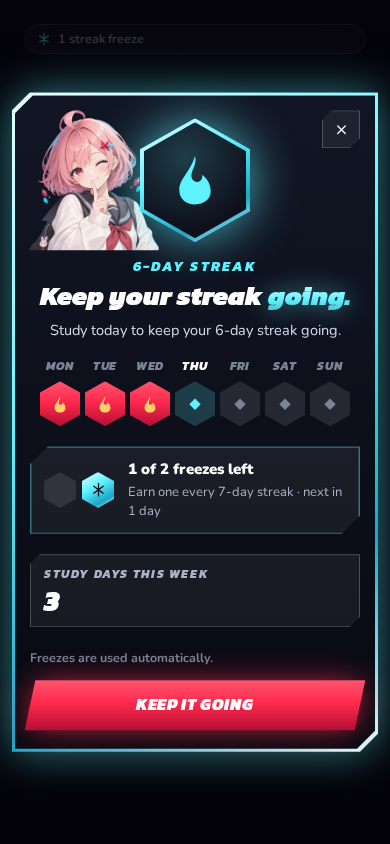 1 streak freeze
×
6-DAY STREAK
Keep your streak going.
Study today to keep your 6-day streak going.
MON TUE WED THU FRI SAT SUN
1 of 2 freezes left
Earn one every 7-day streak · next in
1 day
STUDY DAYS THIS WEEK
3
Freezes are used automatically.
KEEP IT GOING